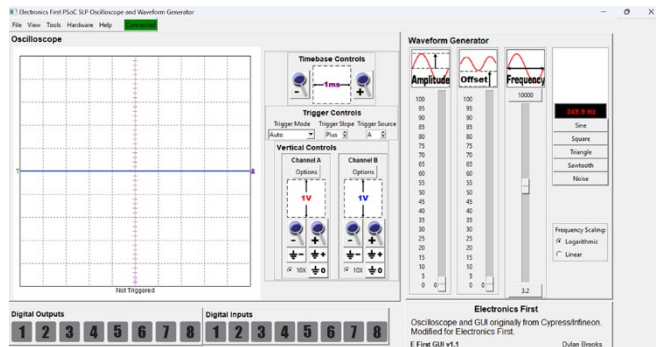 Electronics First PSoC 5LP Oscilloscope and Waveform Generator
File View Tools Hardware Help Connected
Oscilloscope
T
A
Not Triggered
Timebase Controls
1ms
- +
Trigger Controls
Trigger Mode Trigger Slope Trigger Source
Auto Plus A
Vertical Controls
Channel A Channel B
Options Options
1V 1V
- + - +
- + - +
10X 0 10X 0
Waveform Generator
Amplitude Offset Frequency
100 100 10000
95 95
90 90
85 85
80 80
75 75
70 70
65 65
60 60
55 55
50 50
45 45
40 40
35 35
30 30
25 25
20 20
15 15
10 10
5 5
0 0 0 0 3.2
Sine
Square
Triangle
Sawtooth
Noise
Frequency Scaling:
Logarithmic
Linear
Digital Outputs
1 2 3 4 5 6 7 8
Digital Inputs
1 2 3 4 5 6 7 8
Electronics First
Oscilloscope and GUI originally from Cypress/Infineon.
Modified for Electronics First.
E First GUI v1.1 Dylan Brooks